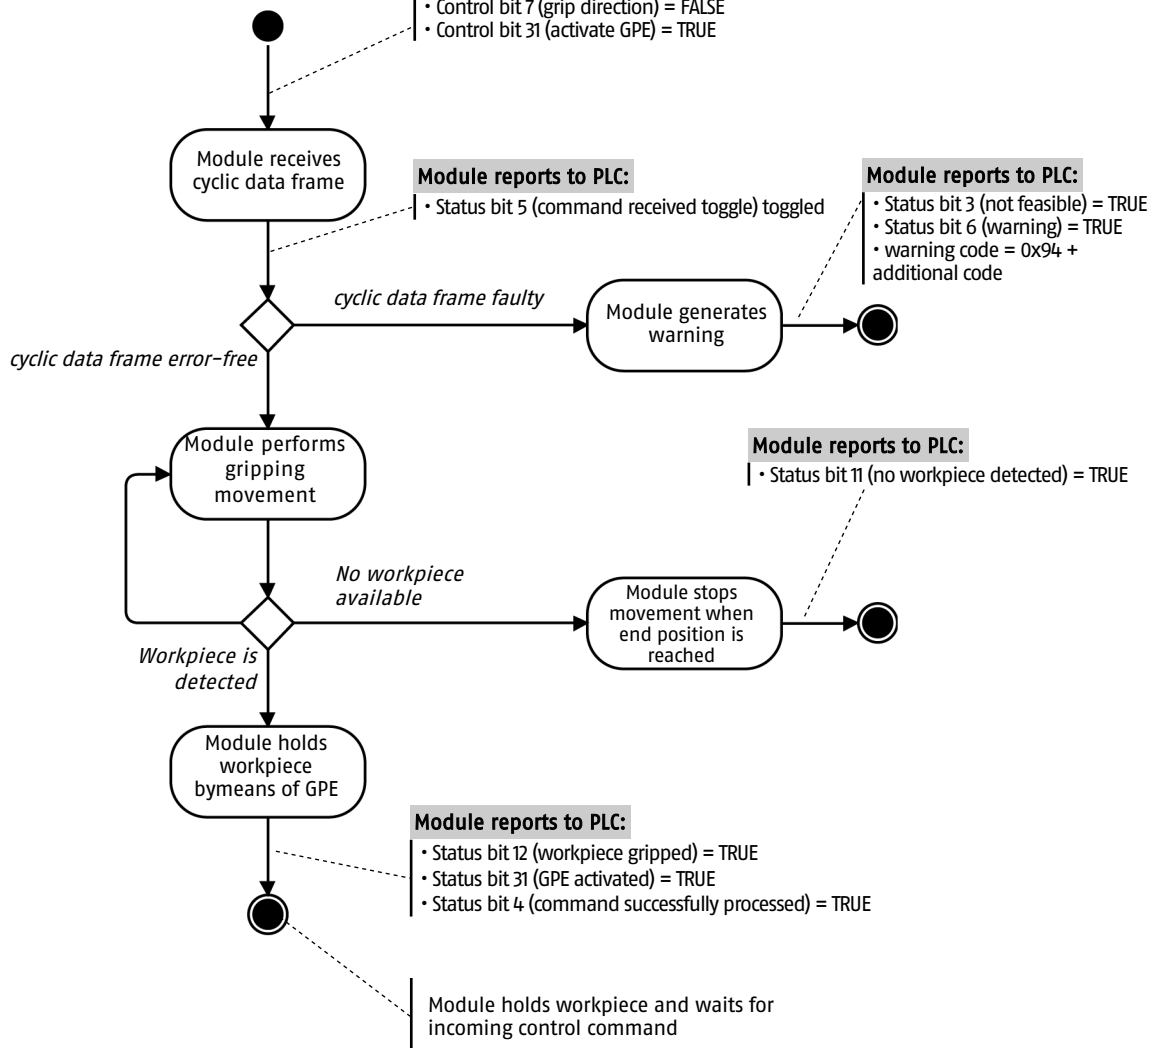 • Control bit 7 (grip direction) = FALSE
• Control bit 31 (activate GPE) = TRUE
Module receives
cyclic data frame
Module reports to PLC:
• Status bit 5 (command received toggle) toggled
Module reports to PLC:
• Status bit 3 (not feasible) = TRUE
• Status bit 6 (warning) = TRUE
• warning code = 0x94 +
additional code
cyclic data frame faulty
Module generates
warning
cyclic data frame error-free
Module performs
gripping
movement
Module reports to PLC:
• Status bit 11 (no workpiece detected) = TRUE
No workpiece
available
Module stops
movement when
end position is
reached
Workpiece is
detected
Module holds
workpiece
bymeans of GPE
Module reports to PLC:
• Status bit 12 (workpiece gripped) = TRUE
• Status bit 31 (GPE activated) = TRUE
• Status bit 4 (command successfully processed) = TRUE
Module holds workpiece and waits for
incoming control command